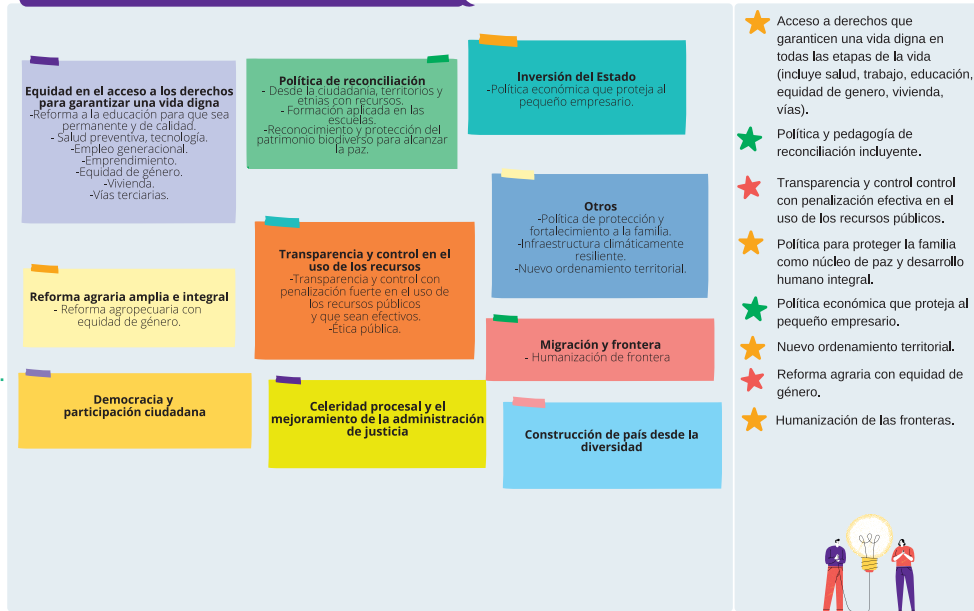 Equidad en el acceso a los derechos
para garantizar una vida digna
-Reforma a la educación para que sea
permanente y de calidad.
- Salud preventiva, tecnología.
-Empleo generacional.
-Emprendimiento.
-Equidad de género.
-Vivienda.
-Vías terciarias.
Política de reconciliación
- Desde la ciudadanía, territorios y
etnias con recursos.
- Formación aplicada en las
escuelas.
-Reconocimiento y protección del
patrimonio biodiverso para alcanzar
la paz.
Inversión del Estado
-Política económica que proteja al
pequeño empresario.
Otros
-Política de protección y
fortalecimiento a la familia.
-Infraestructura climáticamente
resiliente.
-Nuevo ordenamiento territorial.
Transparencia y control en el
uso de los recursos
-Transparencia y control con
penalización fuerte en el uso de
los recursos públicos
y que sean efectivos.
-Ética pública.
Reforma agraria amplia e integral
- Reforma agropecuaria con
equidad de género.
Migración y frontera
- Humanización de frontera
Democracia y
participación ciudadana
Celeridad procesal y el
mejoramiento de la administración
de justicia
Construcción de país desde la
diversidad
Acceso a derechos que
garanticen una vida digna en
todas las etapas de la vida
(incluye salud, trabajo, educación,
equidad de genero, vivienda,
vías).
Política y pedagogía de
reconciliación incluyente.
Transparencia y control control
con penalización efectiva en el
uso de los recursos públicos.
Política para proteger la familia
como núcleo de paz y desarrollo
humano integral.
Política económica que proteja al
pequeño empresario.
Nuevo ordenamiento territorial.
Reforma agraria con equidad de
género.
Humanización de las fronteras.